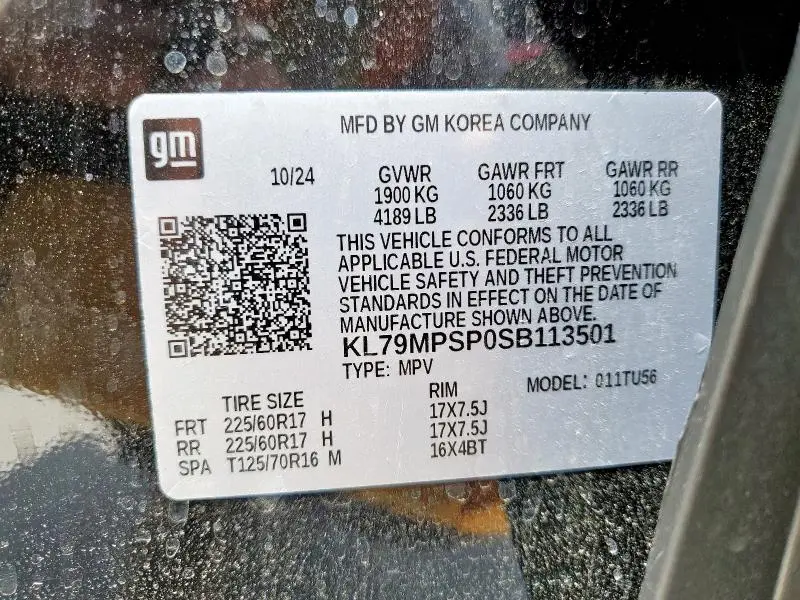 gm
MFD BY GM KOREA COMPANY
10/24
GVWR GAWR FRT GAWR RR
1900 KG 1060 KG 1060 KG
4189 LB 2336 LB 2336 LB
THIS VEHICLE CONFORMS TO ALL
APPLICABLE U.S. FEDERAL MOTOR
VEHICLE SAFETY AND THEFT PREVENTION
STANDARDS IN EFFECT ON THE DATE OF
MANUFACTURE SHOWN ABOVE.
KL79MPSP0SB113501
TYPE: MPV
MODEL: 011TU56
TIRE SIZE RIM
FRT 225/60R17 H 17X7.5J
RR 225/60R17 H 17X7.5J
SPA T125/70R16 M 16X4BT